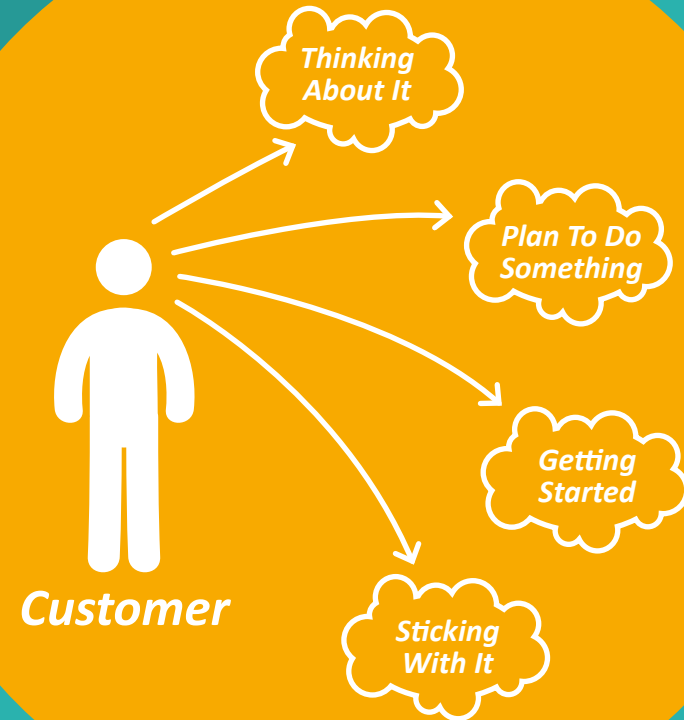 Thinking
About It
Plan To Do
Something
Getting
Started
Customer
Sticking
With It